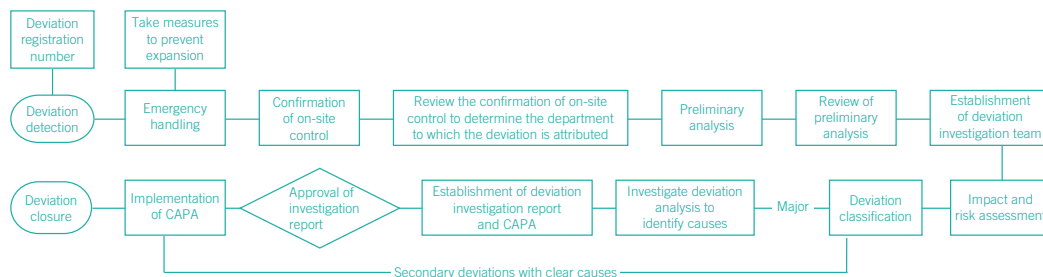 Deviation
registration
number
Take measures
to prevent
expansion
Deviation
detection
Emergency
handling
Confirmation
of on-site
control
Review the confirmation of on-site
control to determine the department
to which the deviation is attributed
Preliminary
analysis
Review of
preliminary
analysis
Establishment
of deviation
investigation team
Deviation
closure
Implementation
of CAPA
Approval of
investigation
report
Establishment of deviation
investigation report
and CAPA
Investigate deviation
analysis to
identify causes
Major
Deviation
classification
Impact and
risk assessment
Secondary deviations with clear causes